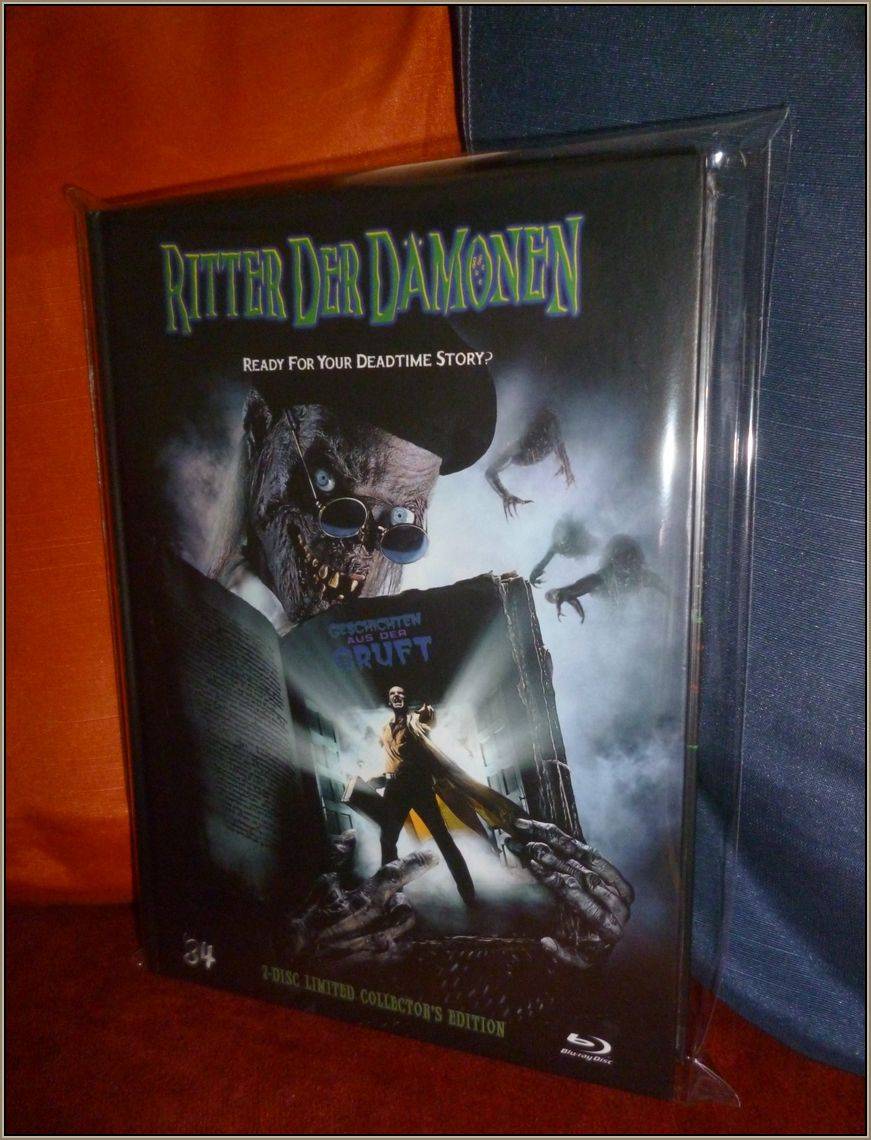 RITTER DER DÄMONEN
READY FOR YOUR DEADTIME STORY?
GESCHICHTEN
AUS DER
GRUFT
'84
2-DISC LIMITED COLLECTOR'S EDITION
Blu-ray Disc